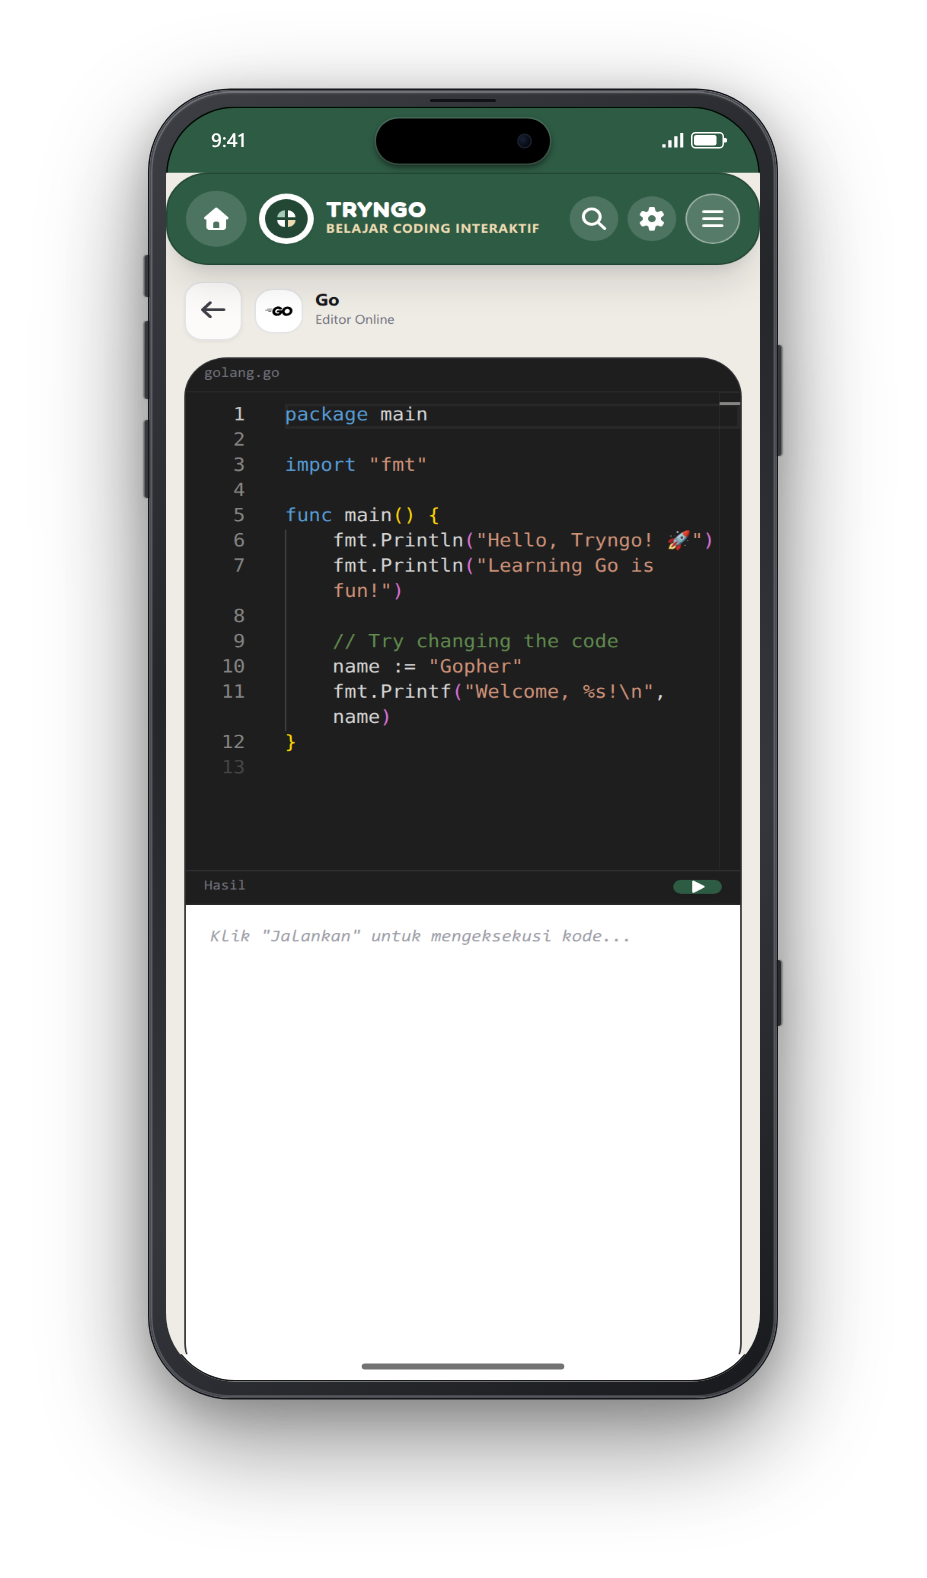 9:41
TRYNGO
BELAJAR CODING INTERAKTIF
GO
Go
Editor Online
golang.go
1 package main
2
3 import "fmt"
4
5 func main() {
6 fmt.Println("Hello, Tryngo! 🚀")
7 fmt.Println("Learning Go is
fun!")
8
9 // Try changing the code
10 name := "Gopher"
11 fmt.Printf("Welcome, %s!\n",
name)
12 }
13
Hasil
Klik "Jalankan" untuk mengeksekusi kode...